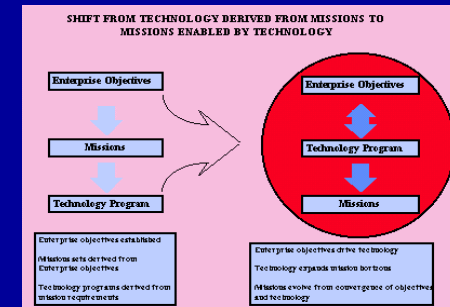 SHIFT FROM TECHNOLOGY DERIVED FROM MISSIONS TO
MISSIONS ENABLED BY TECHNOLOGY
Enterprise Objectives
Missions
Technology Program
Enterprise objectives established
Missions sets derived from
Enterprise objectives
Technology programs derived from
mission requirements
Enterprise Objectives
Technology Program
Missions
Enterprise objectives drive technology
Technology expands mission horizons
Missions evolve from convergence of objectives
and technology